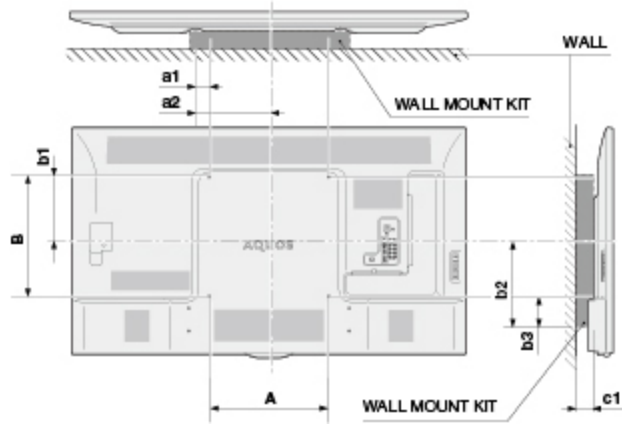 WALL
a1
a2
WALL MOUNT KIT
b1
B
AQUOS
b2
b3
A
WALL MOUNT KIT
c1